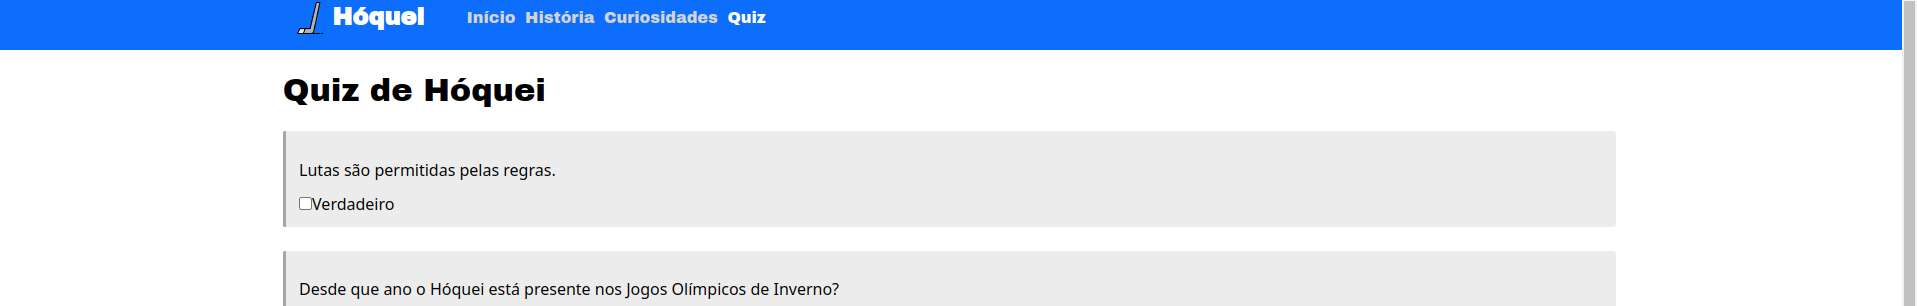 Hóquei Início História Curiosidades Quiz
Quiz de Hóquei
Lutas são permitidas pelas regras.
Verdadeiro
Desde que ano o Hóquei está presente nos Jogos Olímpicos de Inverno?